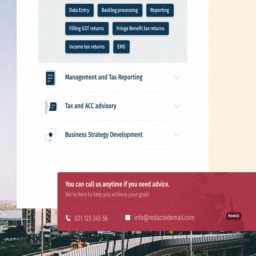 Data Entry
Backlog processing
Reporting
Filling GST returns
Fringe Benefit tax returns
Income tax returns
EMS
Management and Tax Reporting
Tax and ACC advisory
Business Strategy Development
You can call us anytime if you need advice.
We're here to help you achieve your goals.
021 123 345 56
info@redactedemail.com